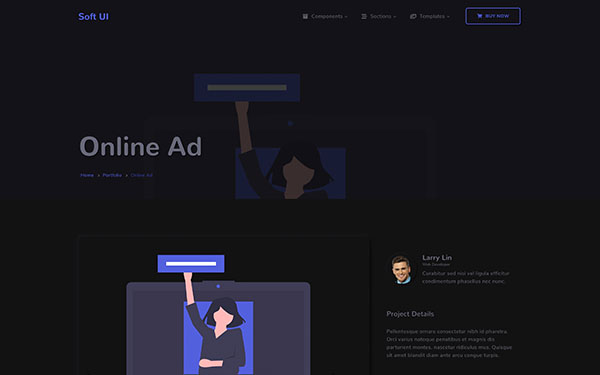 Soft UI
Components
Sections
Templates
BUY NOW
Online Ad
Home > Portfolio > Online Ad
Larry Lin
Web Developer
Curabitur sed nisl vel ligula efficitur
condimentum phasellus nec nunc.
Project Details
Pellentesque ornare consectetur nibh id pharetra.
Orci varius natoque penatibus et magnis dis
parturient montes, nascetur ridiculus mus. Quisque
sit amet blandit diam ante arcu congue turpis.